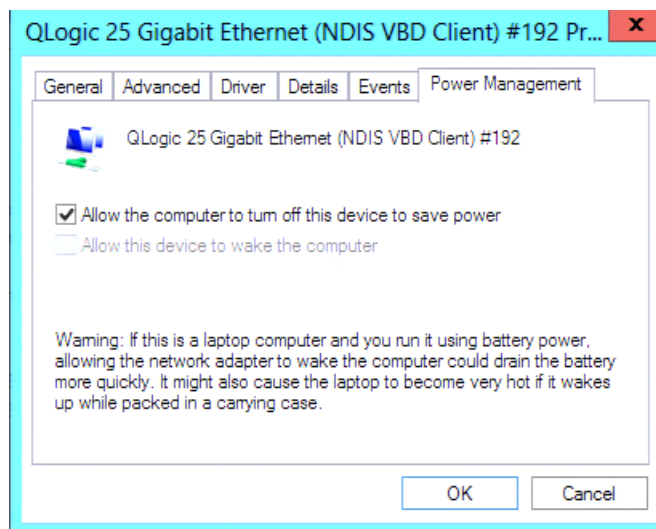 QLogic 25 Gigabit Ethernet (NDIS VBD Client) #192 Pr... x
General Advanced Driver Details Events Power Management
QLogic 25 Gigabit Ethernet (NDIS VBD Client) #192
Allow the computer to turn off this device to save power
Allow this device to wake the computer
Warning: If this is a laptop computer and you run it using battery power,
allowing the network adapter to wake the computer could drain the battery
more quickly. It might also cause the laptop to become very hot if it wakes
up while packed in a carrying case.
OK Cancel